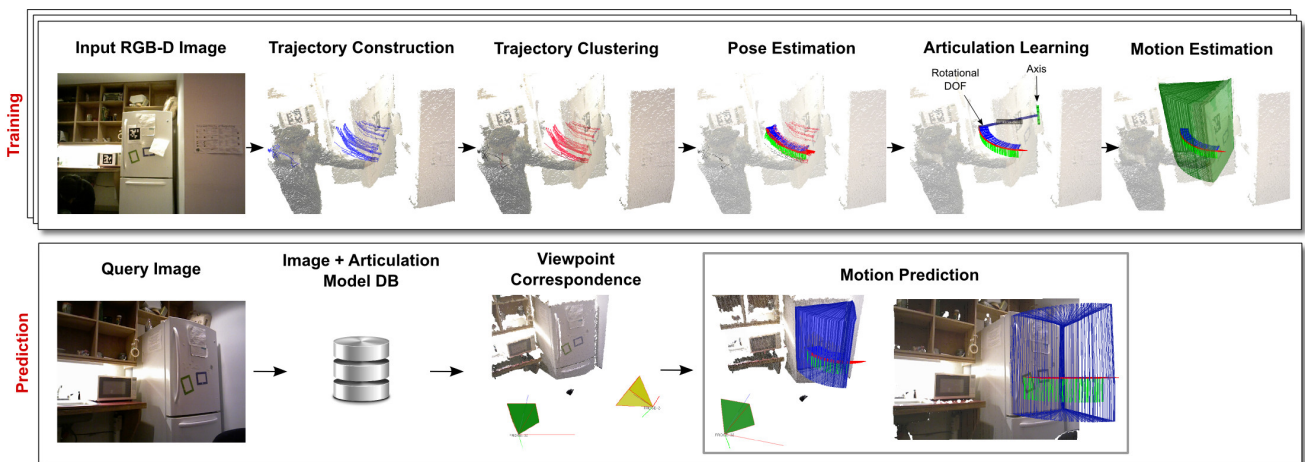 Training
Input RGB-D Image
Trajectory Construction
Trajectory Clustering
Pose Estimation
Articulation Learning
Rotational
DOF
Axis
Motion Estimation
Prediction
Query Image
Image + Articulation
Model DB
Viewpoint
Correspondence
Motion Prediction